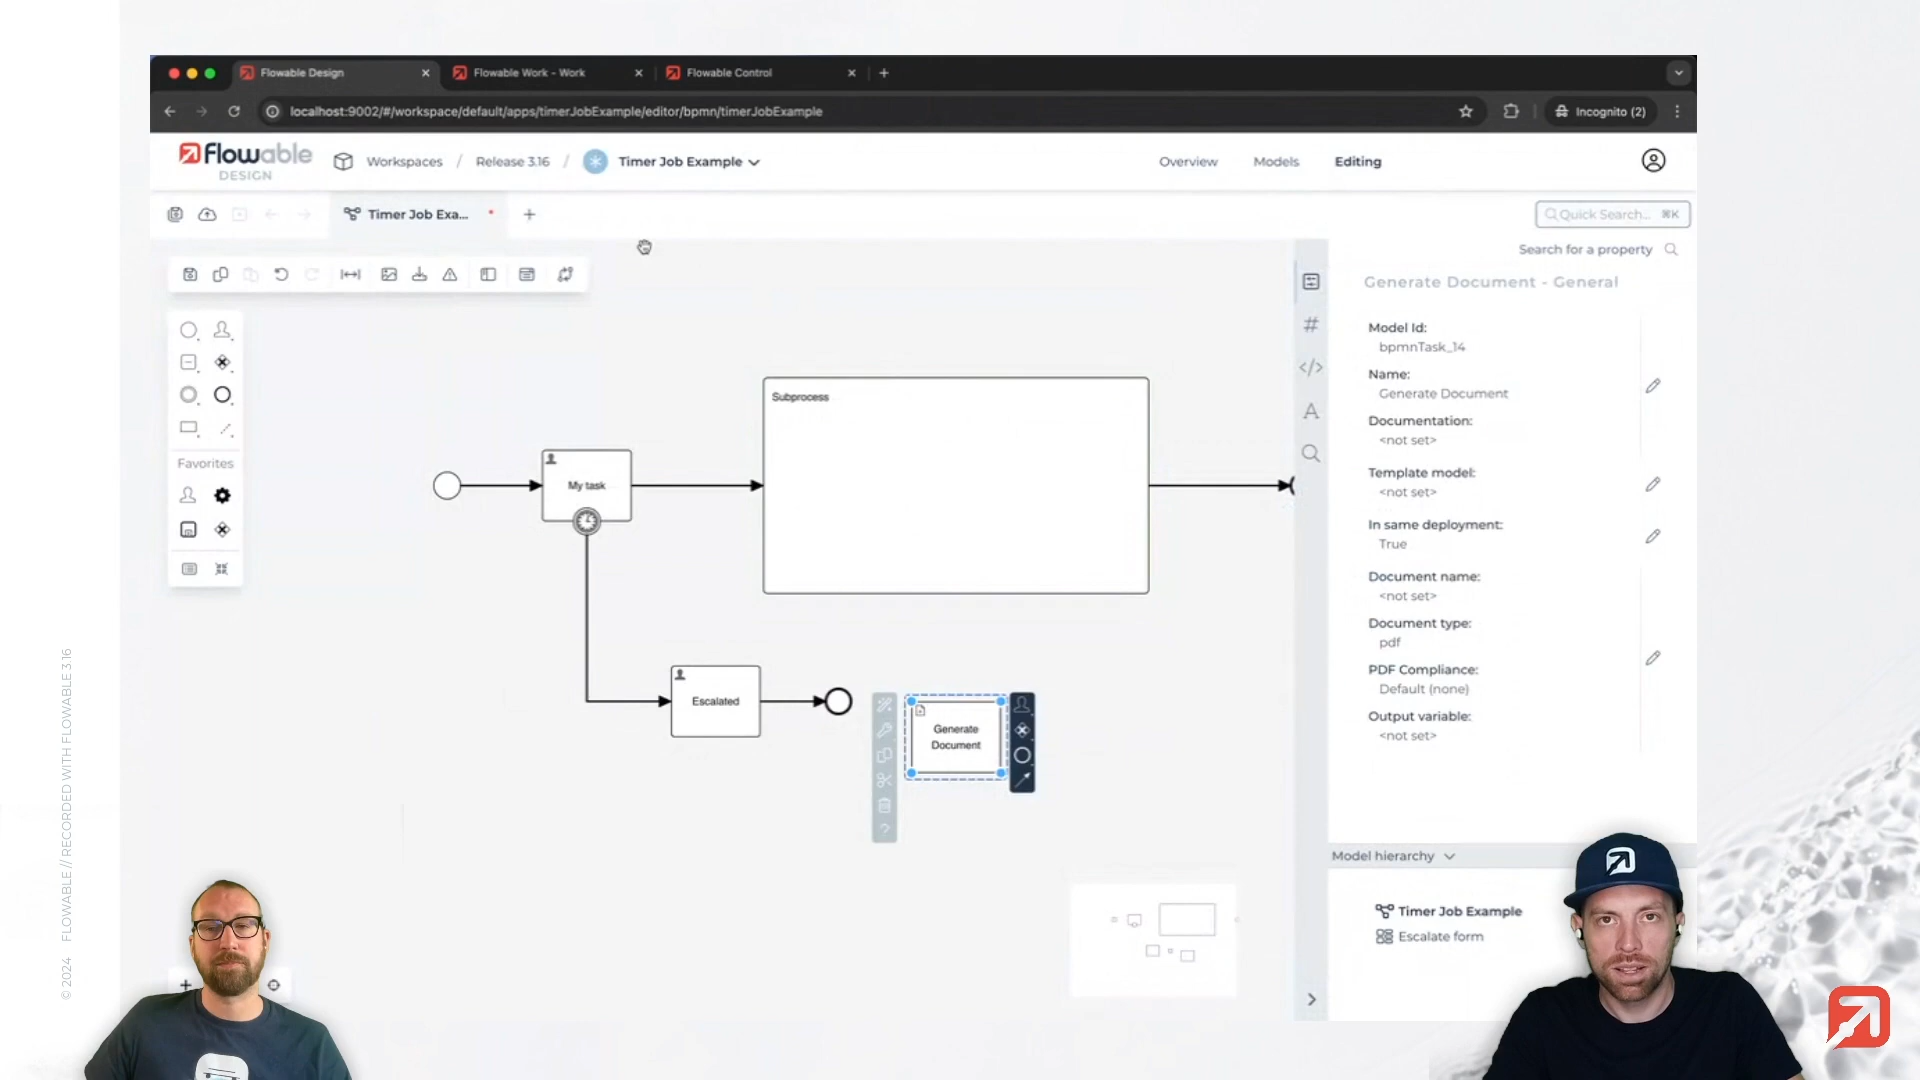 Flowable Design
Flowable Work - Work
Flowable Control
localhost:9002/#/workspace/default/apps/timerJobExample/editor/bpmn/timerJobExample
Incognito (2)
flowable
DESIGN
Workspaces / Release 3.16 / Timer Job Example
Overview
Models
Editing
Timer Job Exa...
Quick Search... ⌘K
Search for a property
Generate Document - General
Model Id:
bpmnTask_14
Name:
Generate Document
Documentation:
<not set>
Template model:
<not set>
In same deployment:
True
Document name:
<not set>
Document type:
pdf
PDF Compliance:
Default (none)
Output variable:
<not set>
Favorites
Subprocess
My task
Escalated
Generate
Document
Model hierarchy
Timer Job Example
Escalate form
© 2024 FLOWABLE // RECORDED WITH FLOWABLE 3.16